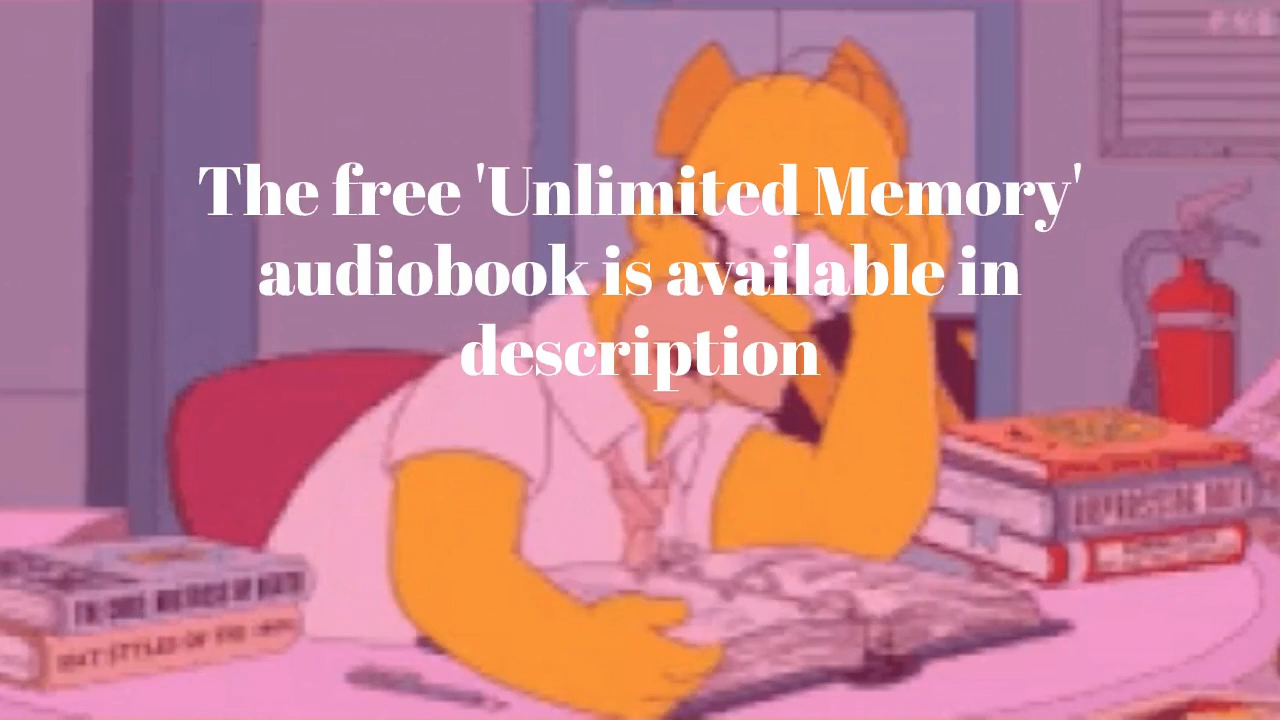 The free 'Unlimited Memory'
audiobook is available in
description